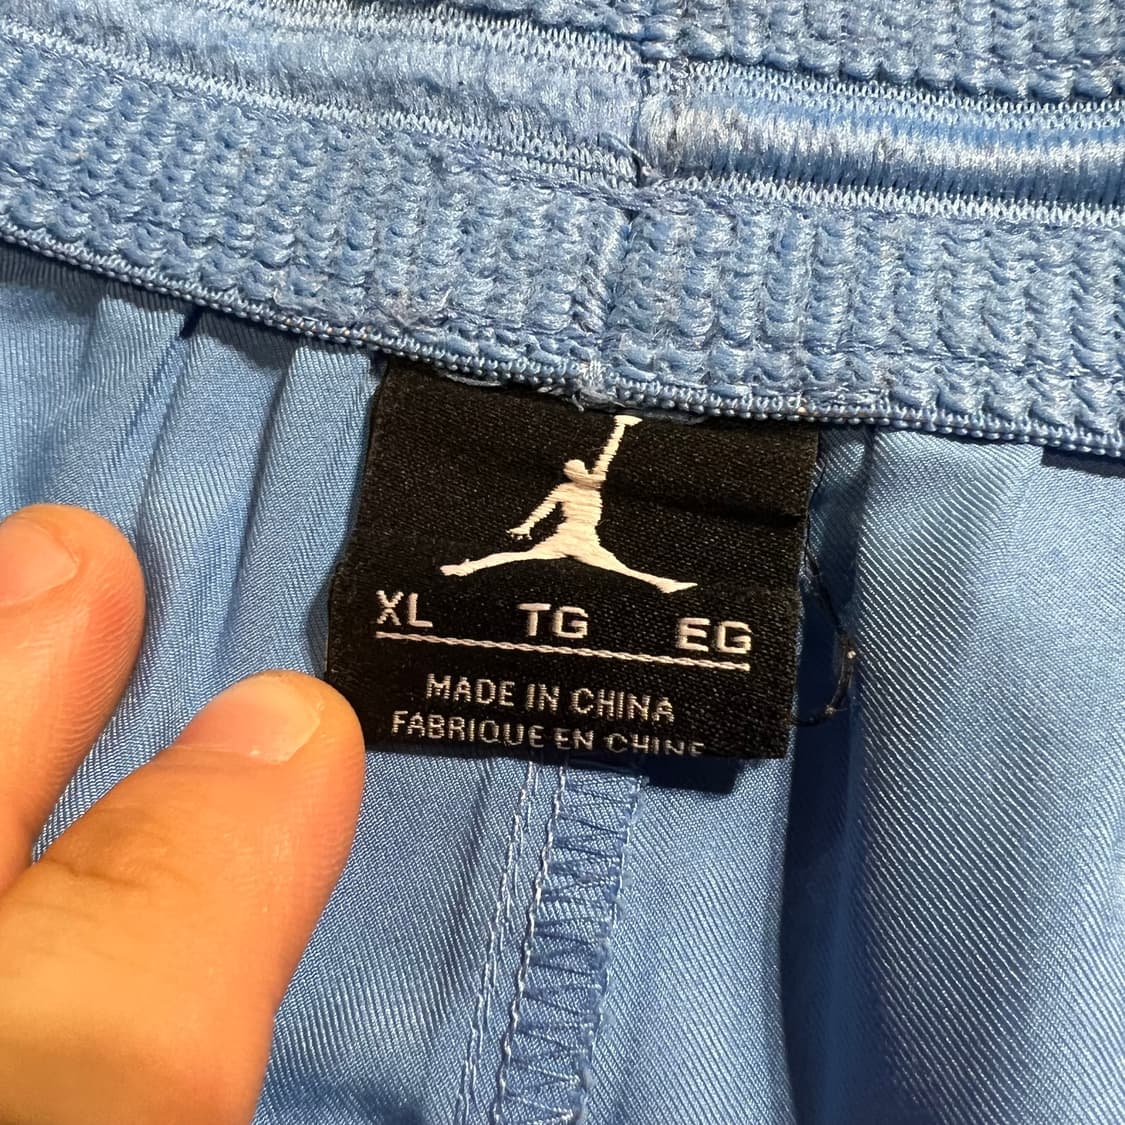 XL TG EG
MADE IN CHINA
FABRIQUE EN CHINE